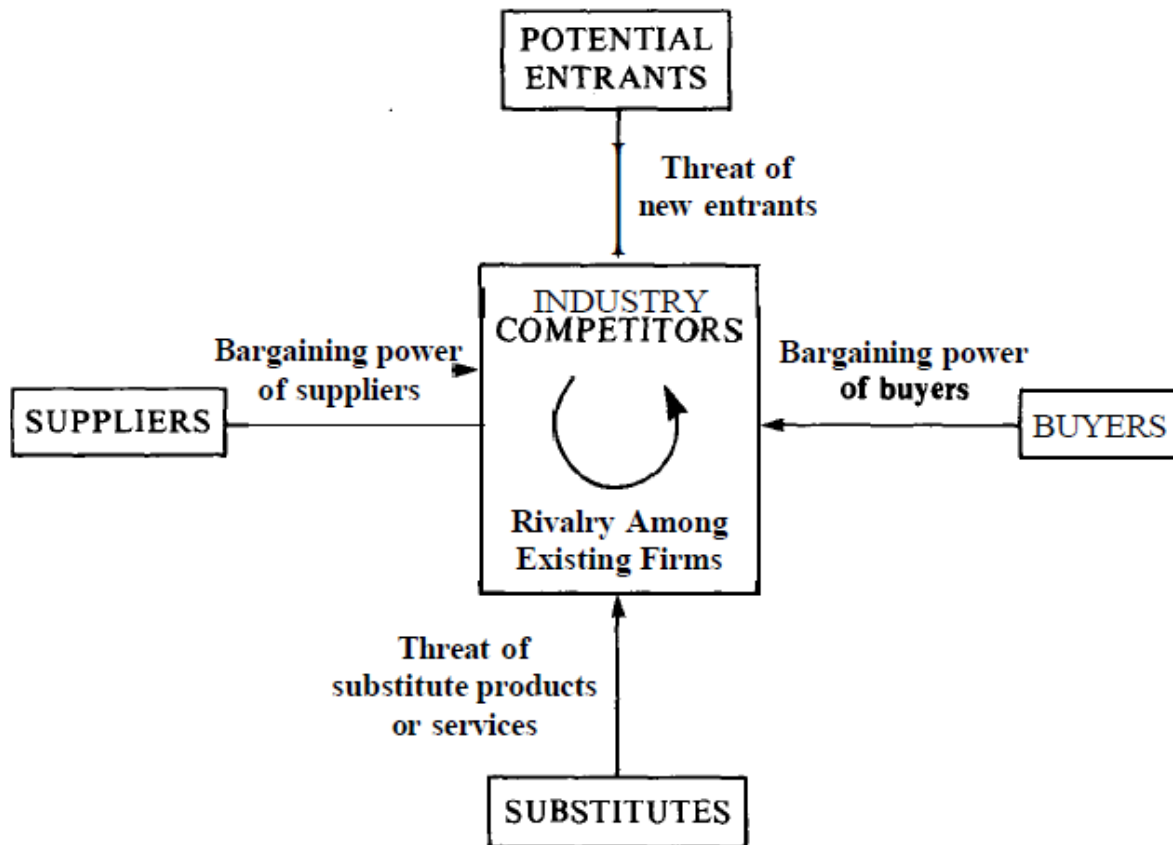 POTENTIAL
ENTRANTS
Threat of
new entrants
INDUSTRY
COMPETITORS
Bargaining power
of suppliers
Bargaining power
of buyers
SUPPLIERS
BUYERS
Rivalry Among
Existing Firms
Threat of
substitute products
or services
SUBSTITUTES